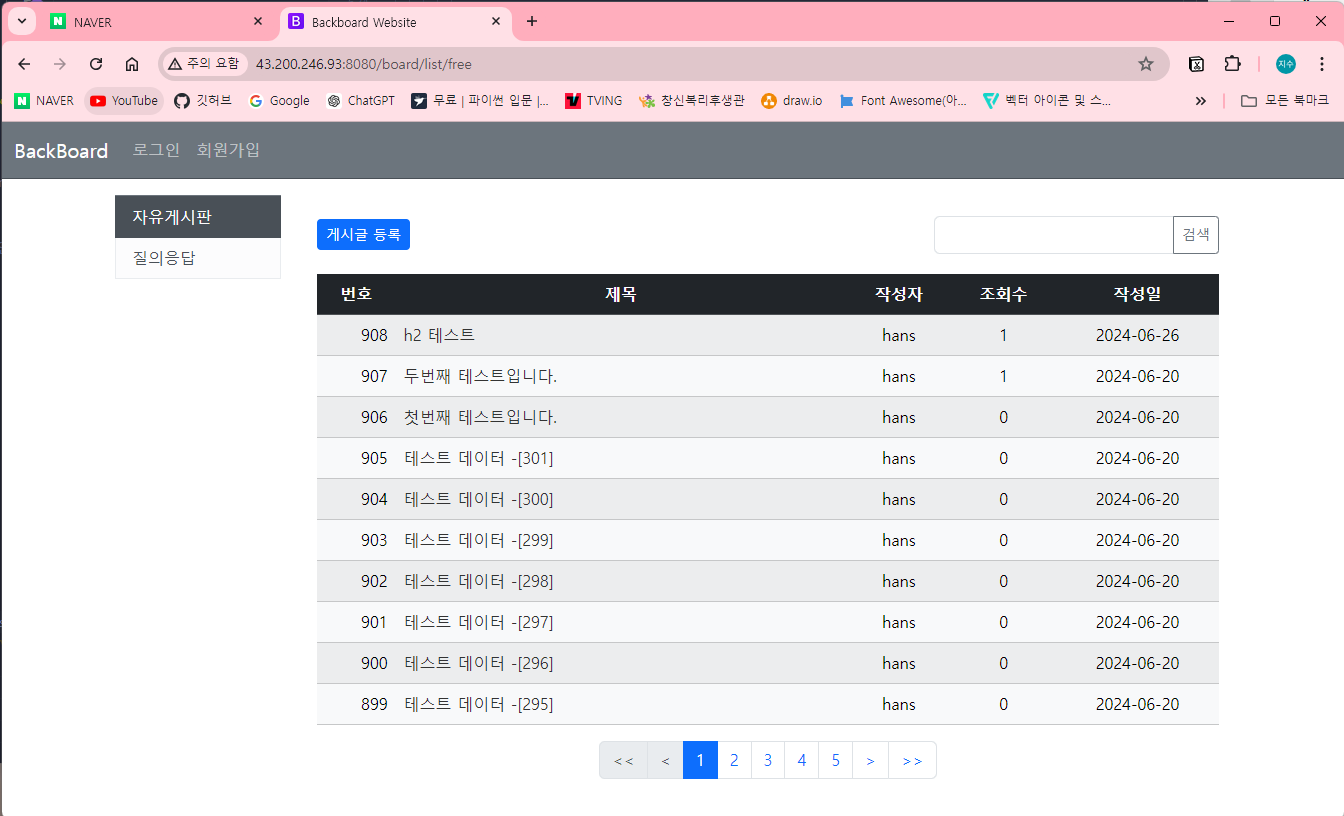 NAVER
Backboard Website
주의 요함
43.200.246.93:8080/board/list/free
지수
NAVER YouTube 깃허브 Google ChatGPT 무료 | 파이썬 입문 |... TVING 창신복리후생관 draw.io Font Awesome(아... 벡터 아이콘 및 스... » 모든 북마크
BackBoard 로그인 회원가입
자유게시판
질의응답
게시글 등록
검색
번호 제목 작성자 조회수 작성일
908 h2 테스트 hans 1 2024-06-26
907 두번째 테스트입니다. hans 1 2024-06-20
906 첫번째 테스트입니다. hans 0 2024-06-20
905 테스트 데이터 -[301] hans 0 2024-06-20
904 테스트 데이터 -[300] hans 0 2024-06-20
903 테스트 데이터 -[299] hans 0 2024-06-20
902 테스트 데이터 -[298] hans 0 2024-06-20
901 테스트 데이터 -[297] hans 0 2024-06-20
900 테스트 데이터 -[296] hans 0 2024-06-20
899 테스트 데이터 -[295] hans 0 2024-06-20
<< < 1 2 3 4 5 > >>